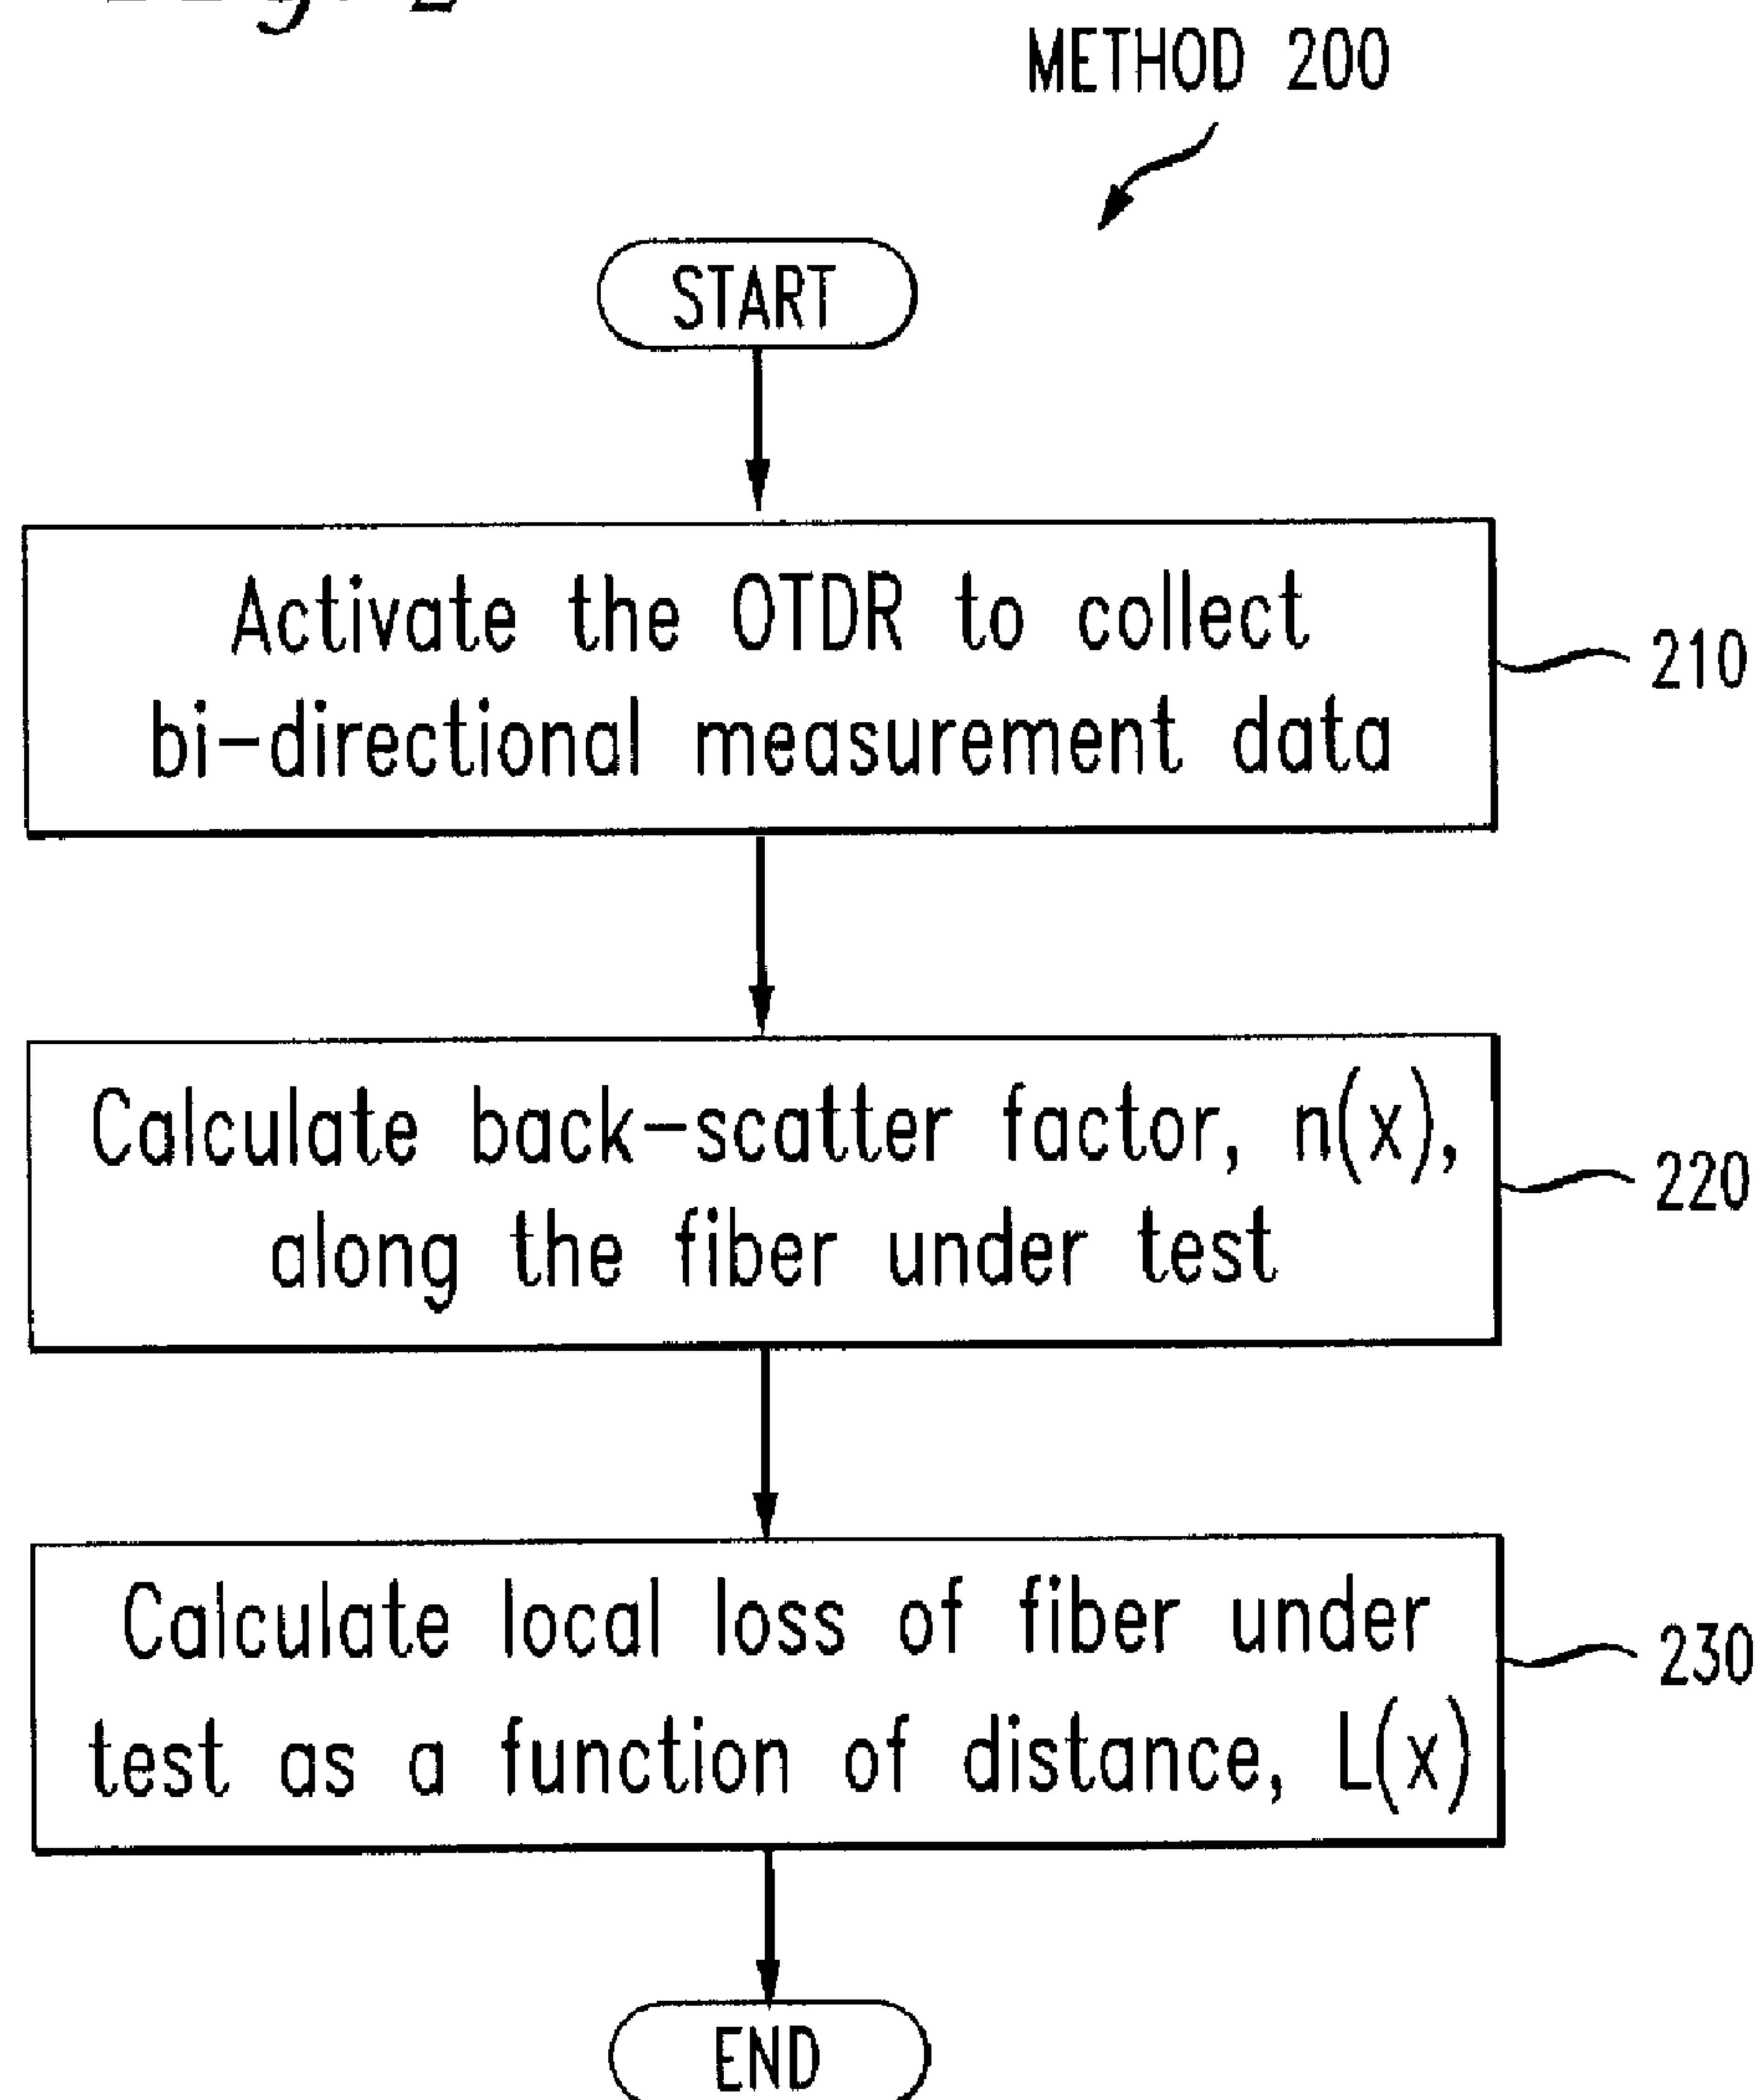 METHOD 200
START
Activate the OTDR to collect
bi-directional measurement data
210
Calculate back-scatter factor, n(x),
along the fiber under test
220
Calculate local loss of fiber under
test as a function of distance, L(x)
230
END